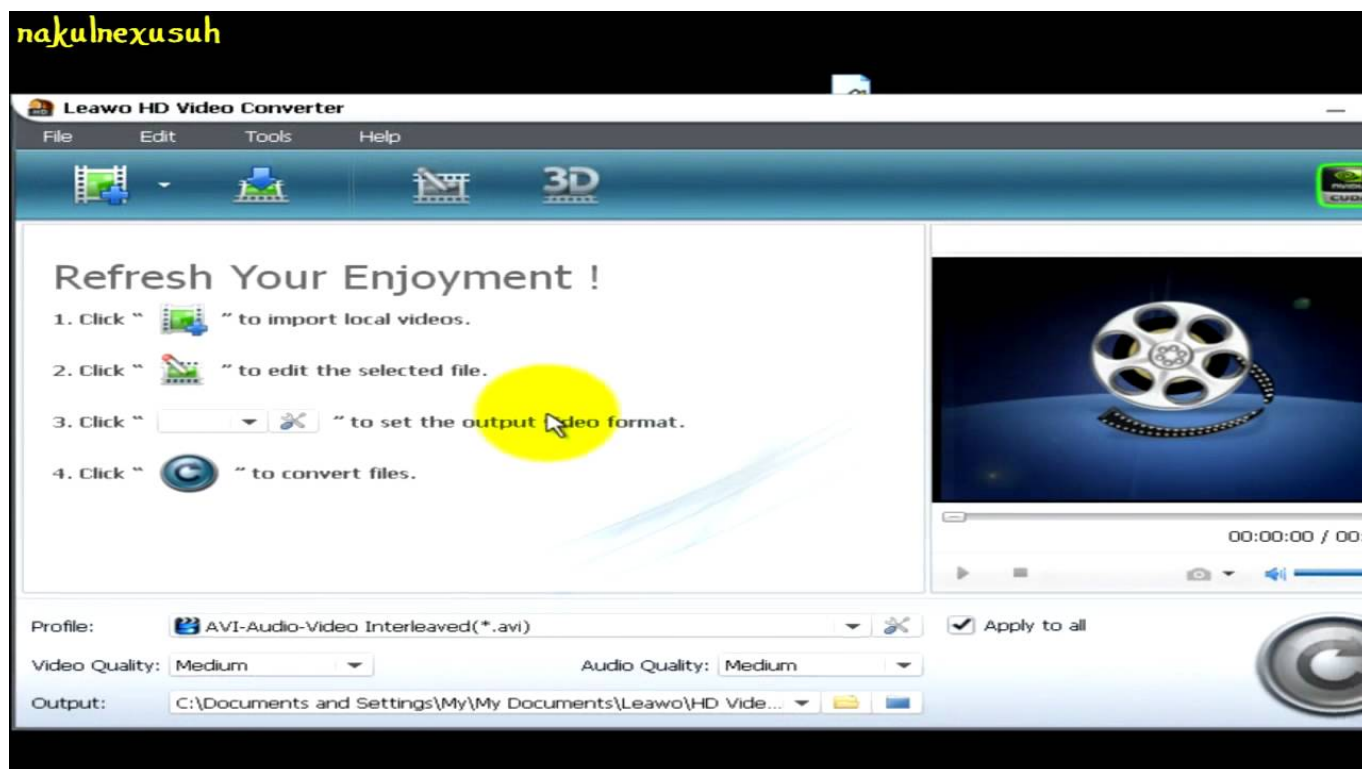 nakulnexusuh
Leawo HD Video Converter
File Edit Tools Help
3D
CUDA
Refresh Your Enjoyment !
1. Click “ ” to import local videos.
2. Click “ ” to edit the selected file.
3. Click “ ” to set the output video format.
4. Click “ ” to convert files.
00:00:00 / 00:
Profile: AVI-Audio-Video Interleaved(*.avi) Apply to all
Video Quality: Medium Audio Quality: Medium
Output: C:\Documents and Settings\My\My Documents\Leawo\HD Vide...